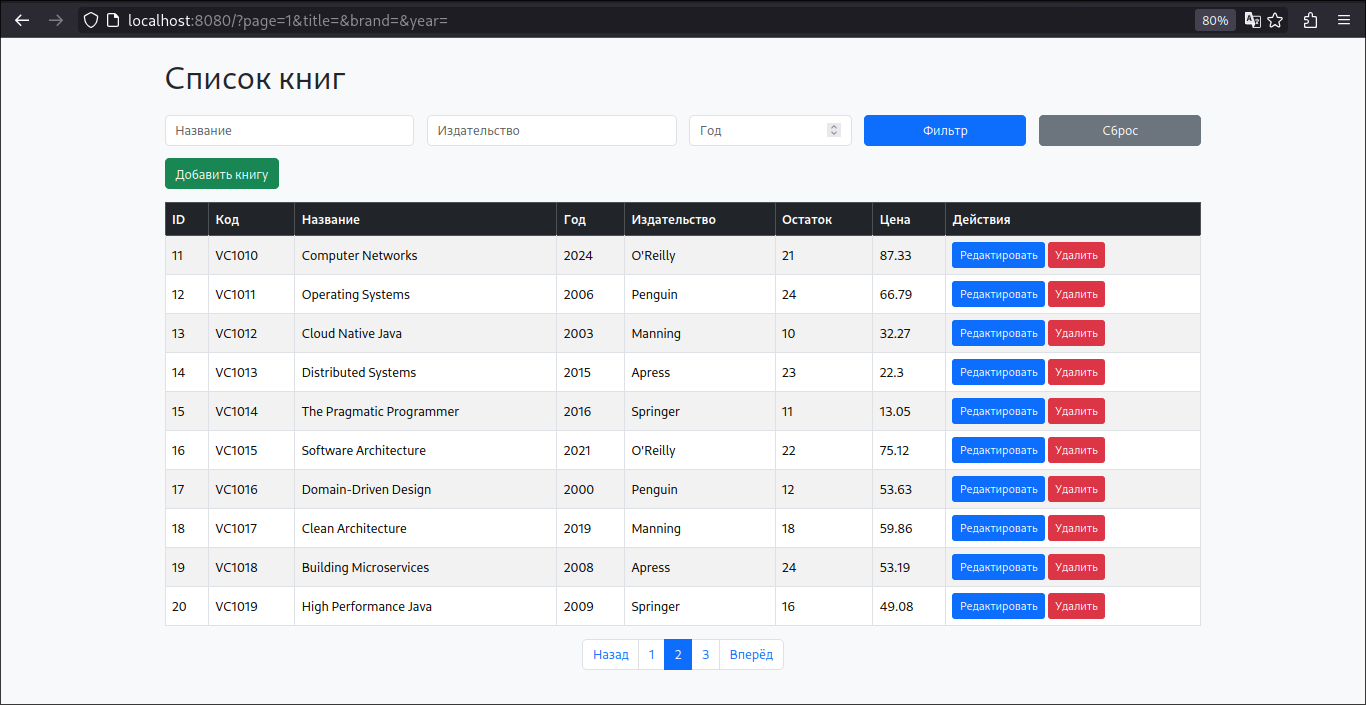 localhost:8080/?page=1&title=&brand=&year=
80%
Список книг
Название Издательство Год Фильтр Сброс
Добавить книгу
ID Код Название Год Издательство Остаток Цена Действия
11 VC1010 Computer Networks 2024 O'Reilly 21 87.33 Редактировать Удалить
12 VC1011 Operating Systems 2006 Penguin 24 66.79 Редактировать Удалить
13 VC1012 Cloud Native Java 2003 Manning 10 32.27 Редактировать Удалить
14 VC1013 Distributed Systems 2015 Apress 23 22.3 Редактировать Удалить
15 VC1014 The Pragmatic Programmer 2016 Springer 11 13.05 Редактировать Удалить
16 VC1015 Software Architecture 2021 O'Reilly 22 75.12 Редактировать Удалить
17 VC1016 Domain-Driven Design 2000 Penguin 12 53.63 Редактировать Удалить
18 VC1017 Clean Architecture 2019 Manning 18 59.86 Редактировать Удалить
19 VC1018 Building Microservices 2008 Apress 24 53.19 Редактировать Удалить
20 VC1019 High Performance Java 2009 Springer 16 49.08 Редактировать Удалить
Назад 1 2 3 Вперёд